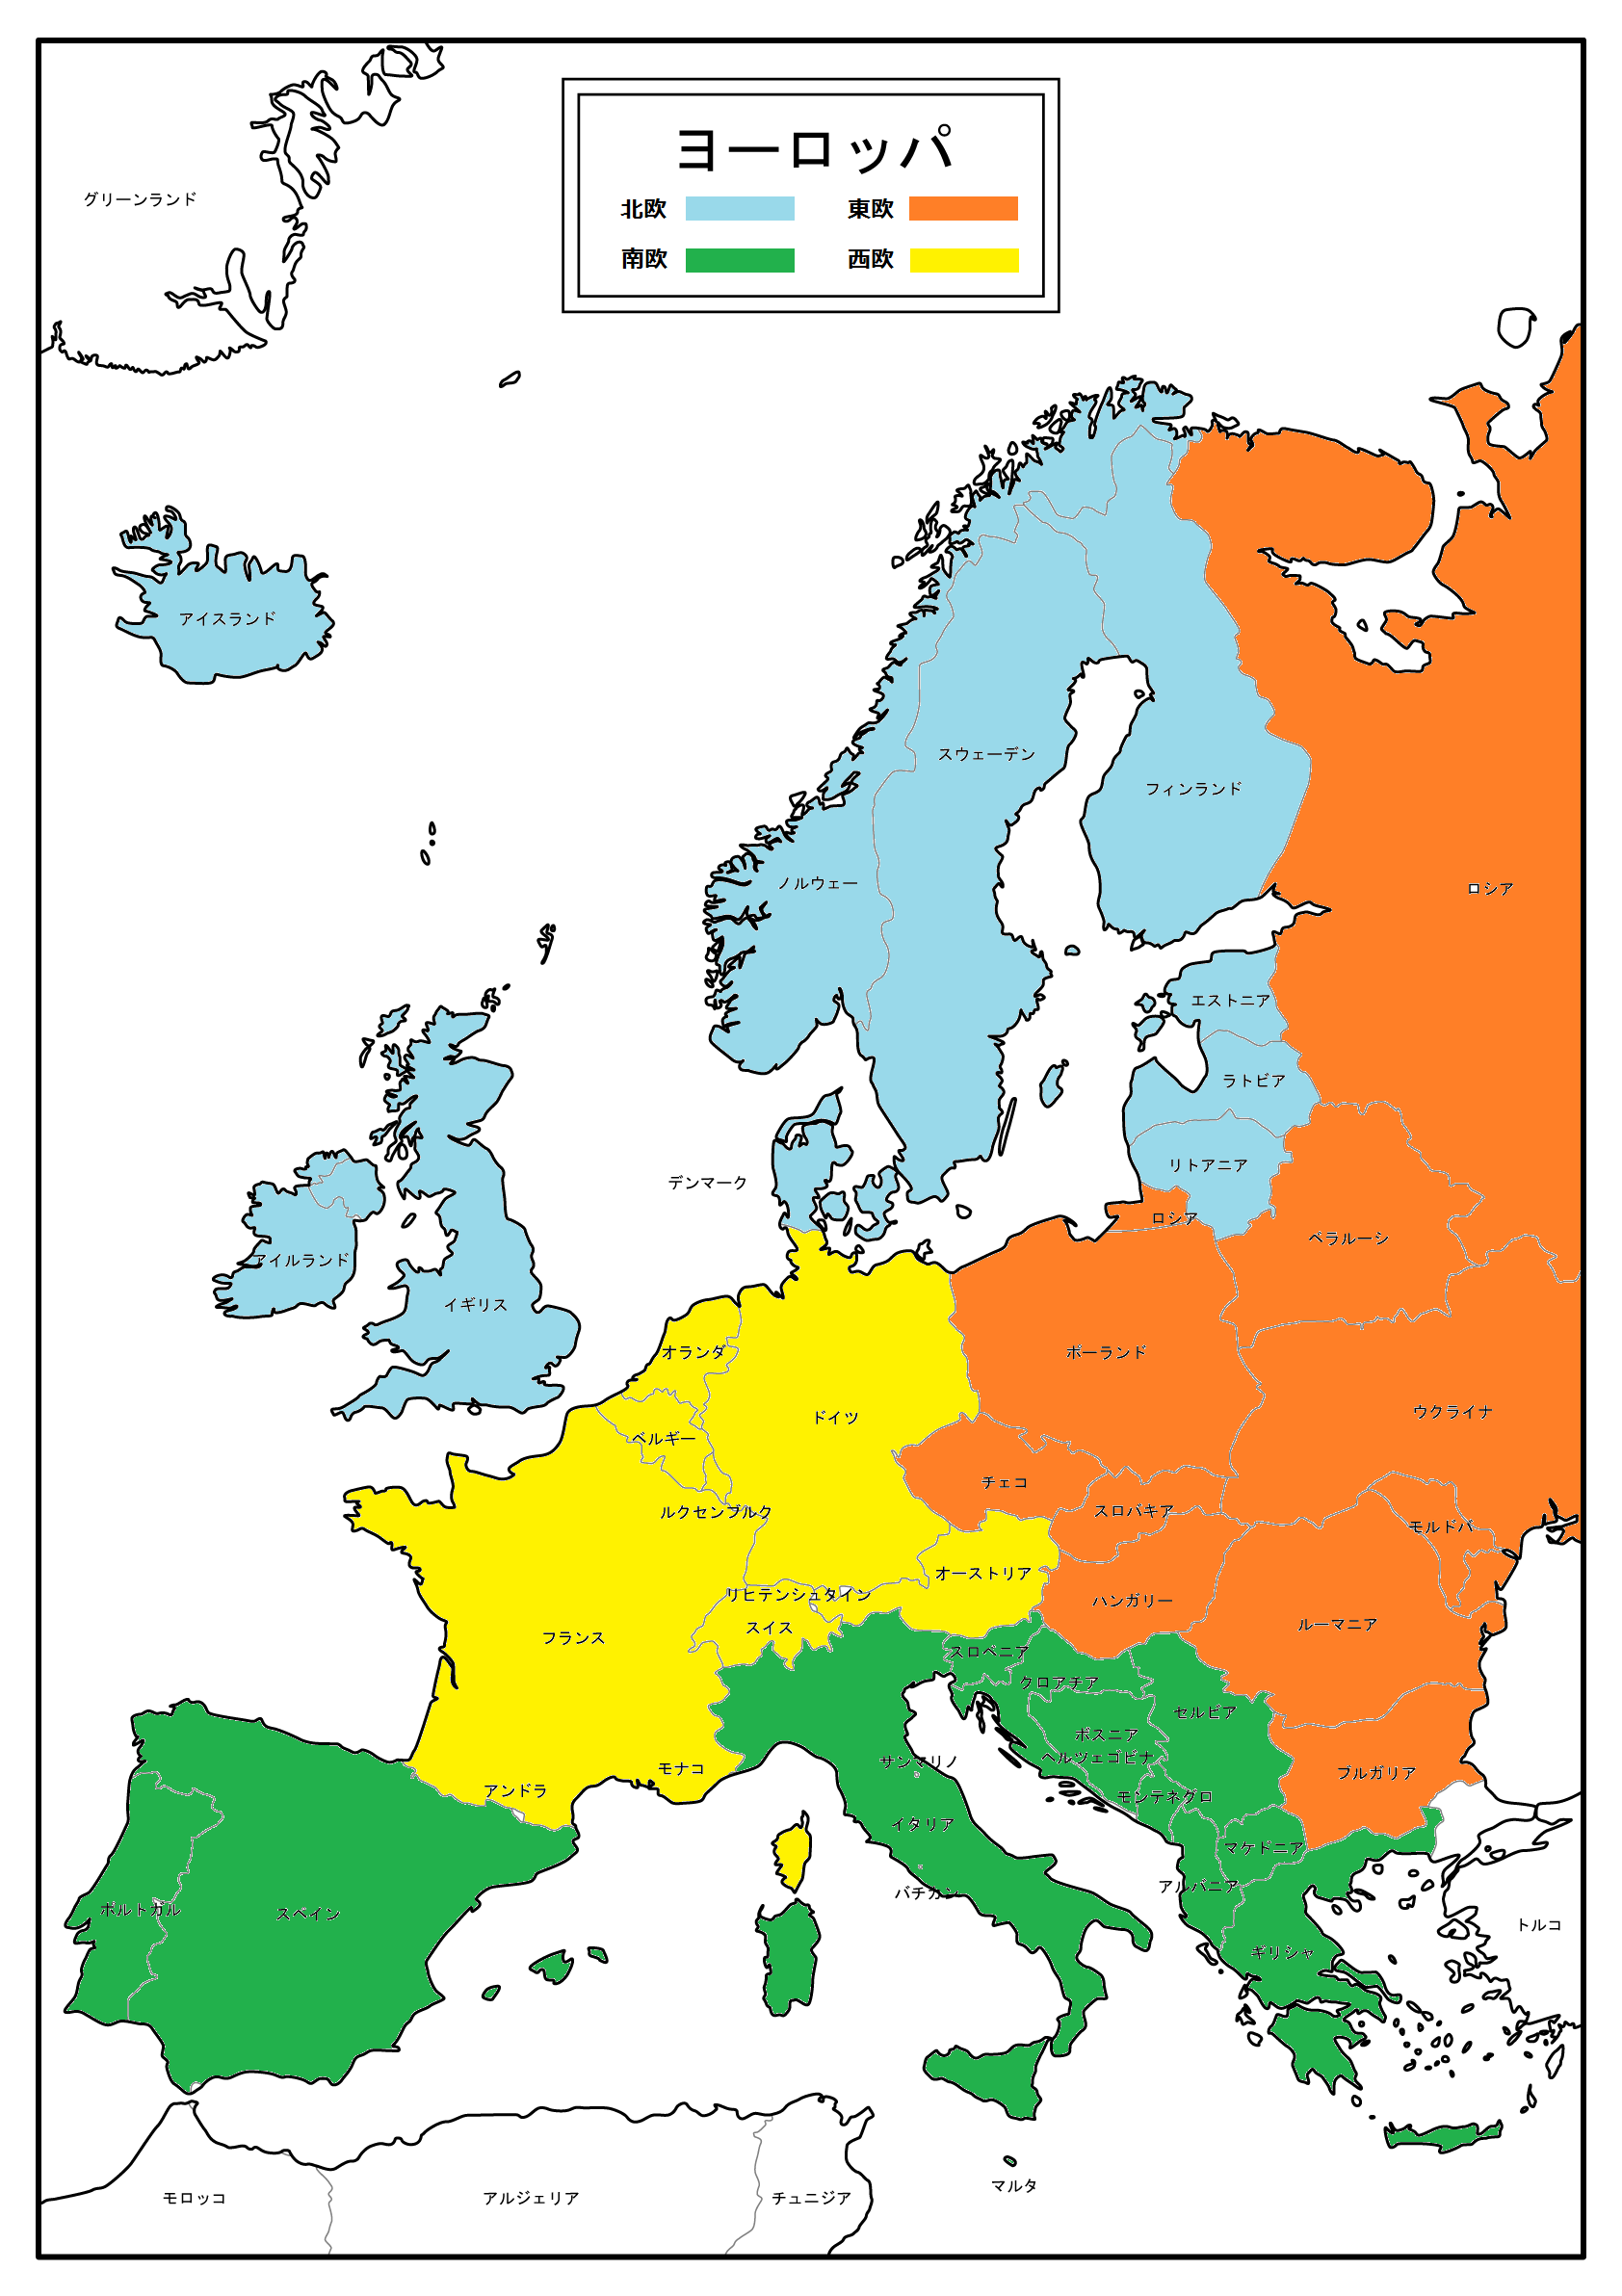 ヨーロッパ
北欧 東欧
南欧 西欧
グリーンランド
アイスランド
スウェーデン
フィンランド
ノルウェー
ロシア
エストニア
ラトビア
リトアニア
デンマーク
ロシア
ベラルーシ
アイルランド
イギリス
オランダ
ポーランド
ドイツ
ウクライナ
ベルギー
チェコ
スロバキア
ルクセンブルク
モルドバ
オーストリア
リヒテンシュタイン
ハンガリー
スイス
ルーマニア
フランス
スロベニア
クロアチア
セルビア
ボスニア
ヘルツェゴビナ
サンマリノ
モナコ
ブルガリア
アンドラ
モンテネグロ
イタリア
マケドニア
アルバニア
バチカン
ポルトガル
スペイン
トルコ
ギリシャ
マルタ
モロッコ
アルジェリア
チュニジア